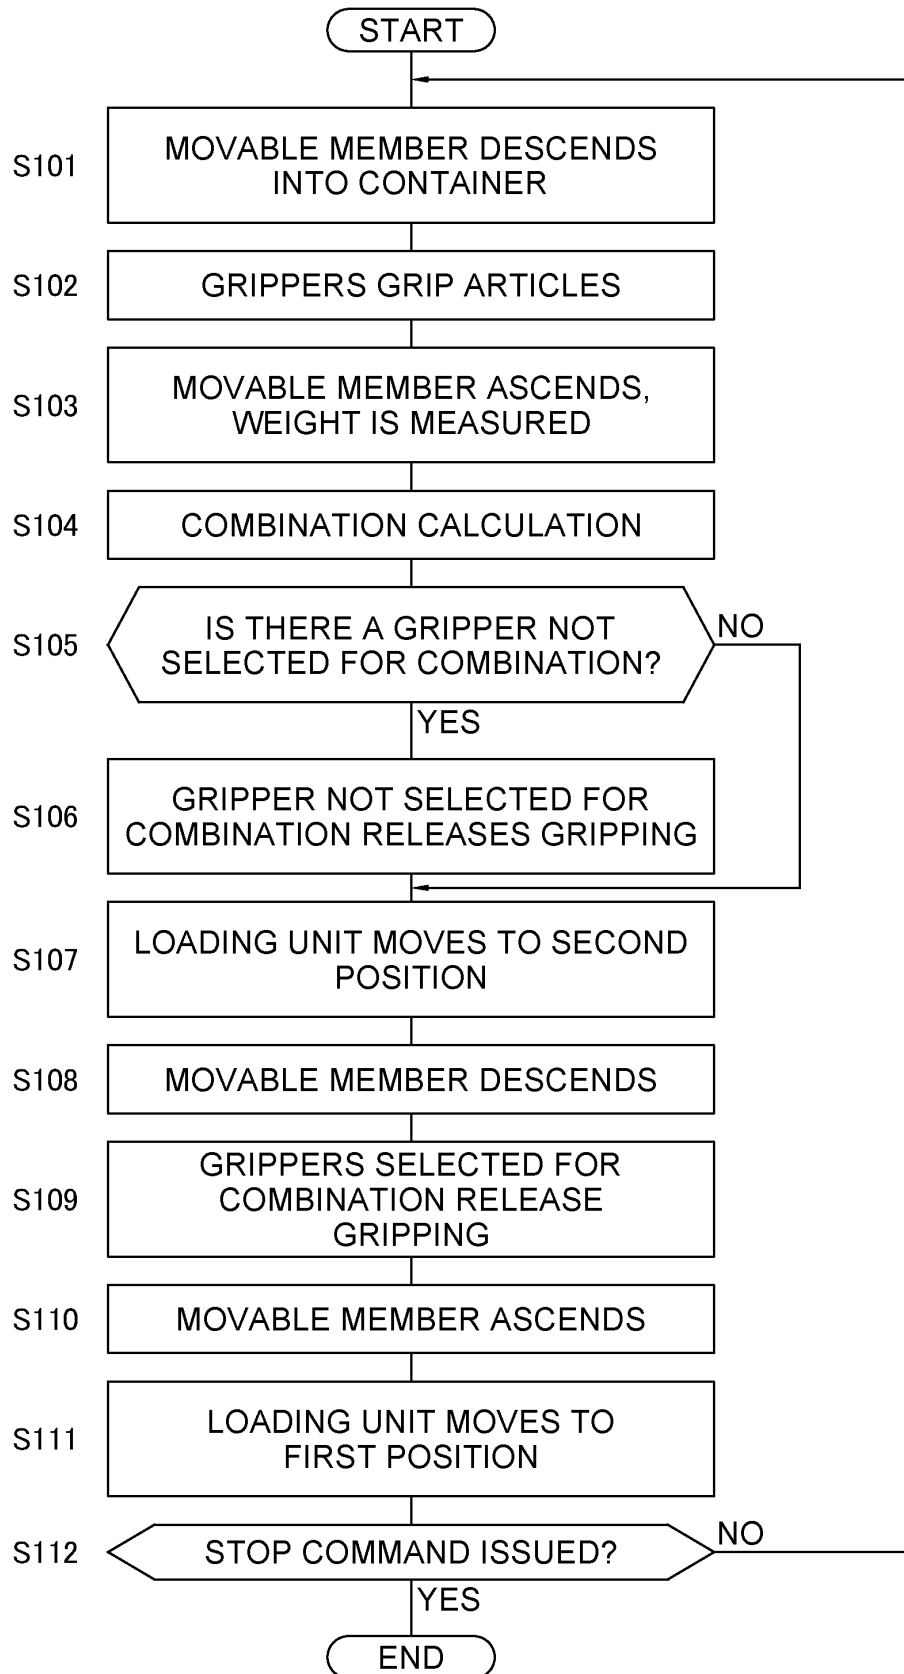 START
S101
MOVABLE MEMBER DESCENDS
INTO CONTAINER
S102
GRIPPERS GRIP ARTICLES
S103
MOVABLE MEMBER ASCENDS,
WEIGHT IS MEASURED
S104
COMBINATION CALCULATION
S105
IS THERE A GRIPPER NOT
SELECTED FOR COMBINATION?
NO
YES
S106
GRIPPER NOT SELECTED FOR
COMBINATION RELEASES GRIPPING
S107
LOADING UNIT MOVES TO SECOND
POSITION
S108
MOVABLE MEMBER DESCENDS
S109
GRIPPERS SELECTED FOR
COMBINATION RELEASE
GRIPPING
S110
MOVABLE MEMBER ASCENDS
S111
LOADING UNIT MOVES TO
FIRST POSITION
S112
STOP COMMAND ISSUED?
NO
YES
END